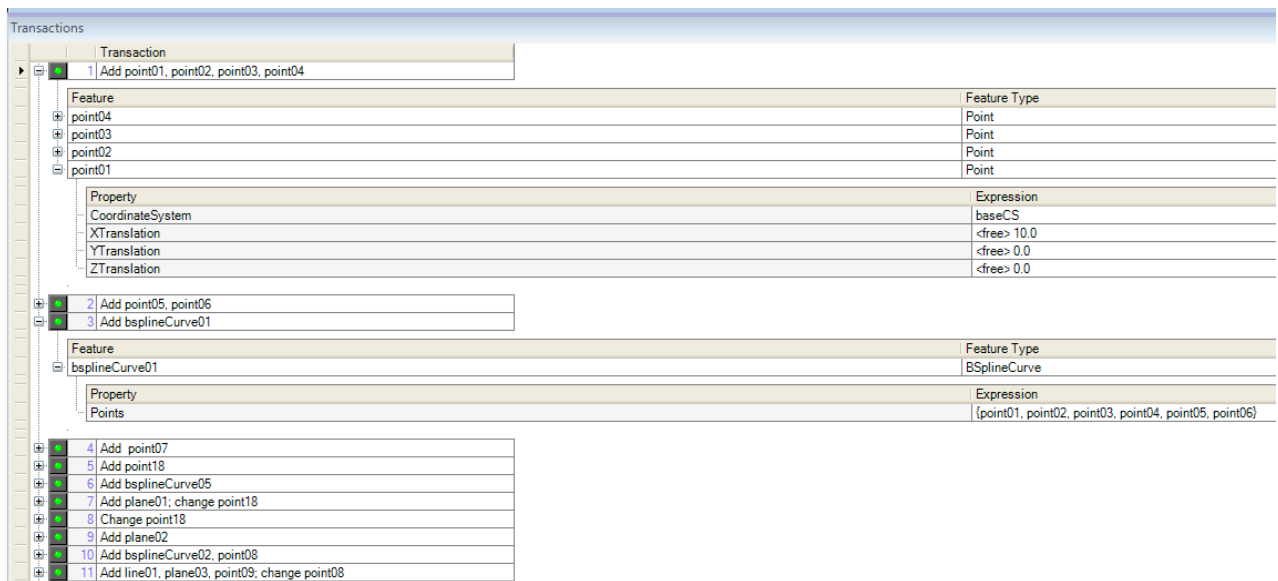 Transactions
Transaction
1 Add point01, point02, point03, point04
Feature Feature Type
point04 Point
point03 Point
point02 Point
point01 Point
Property Expression
CoordinateSystem baseCS
XTranslation <free> 10.0
YTranslation <free> 0.0
ZTranslation <free> 0.0
2 Add point05, point06
3 Add bsplineCurve01
Feature Feature Type
bsplineCurve01 BSplineCurve
Property Expression
Points {point01, point02, point03, point04, point05, point06}
4 Add point07
5 Add point18
6 Add bsplineCurve05
7 Add plane01; change point18
8 Change point18
9 Add plane02
10 Add bsplineCurve02, point08
11 Add line01, plane03, point09; change point08